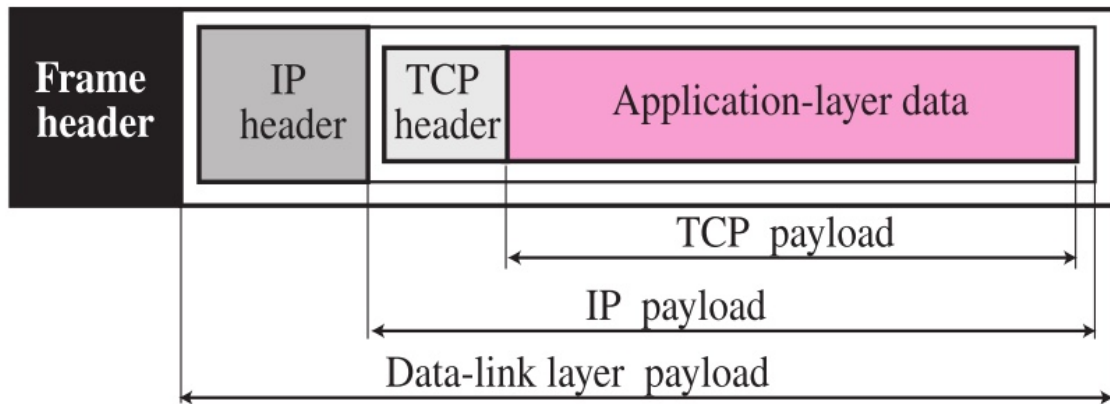 Frame
header
IP
header
TCP
header
Application-layer data
TCP payload
IP payload
Data-link layer payload